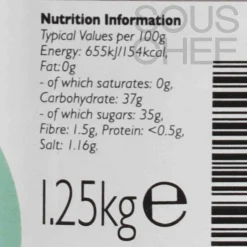 SOUS
CHEF
Nutrition Information
Typical Values per 100g
Energy: 655kJ/154kcal,
Fat:0g
- of which saturates: 0g,
Carbohydrate: 37g
- of which sugars: 35g,
Fibre: 1.5g, Protein: <0.5g,
Salt: 1.16g.
1.25kg e